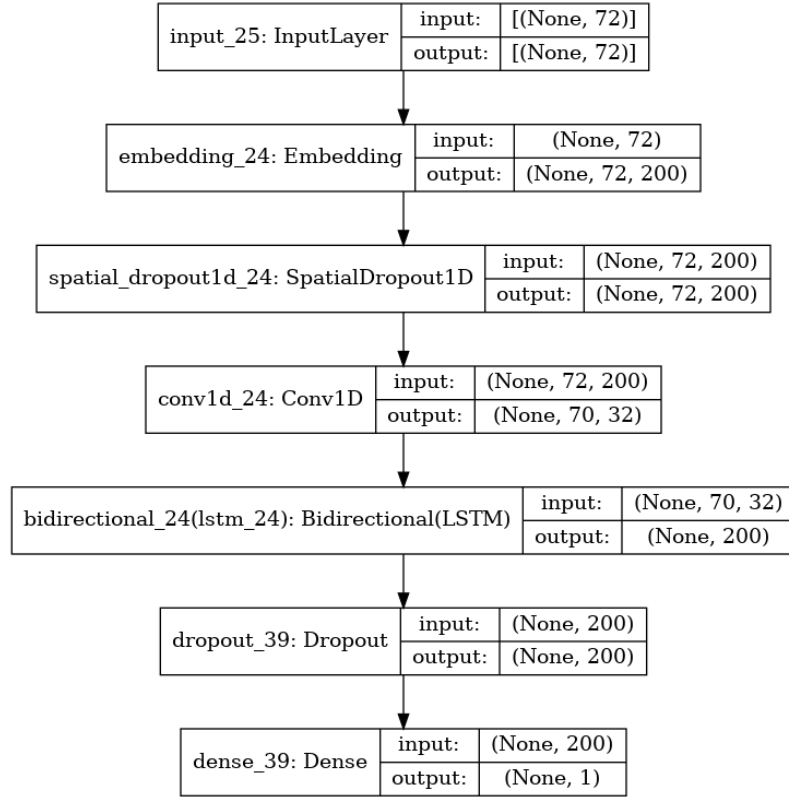 input_25: InputLayer
input: [(None, 72)]
output: [(None, 72)]
embedding_24: Embedding
input: (None, 72)
output: (None, 72, 200)
spatial_dropout1d_24: SpatialDropout1D
input: (None, 72, 200)
output: (None, 72, 200)
conv1d_24: Conv1D
input: (None, 72, 200)
output: (None, 70, 32)
bidirectional_24(lstm_24): Bidirectional(LSTM)
input: (None, 70, 32)
output: (None, 200)
dropout_39: Dropout
input: (None, 200)
output: (None, 200)
dense_39: Dense
input: (None, 200)
output: (None, 1)